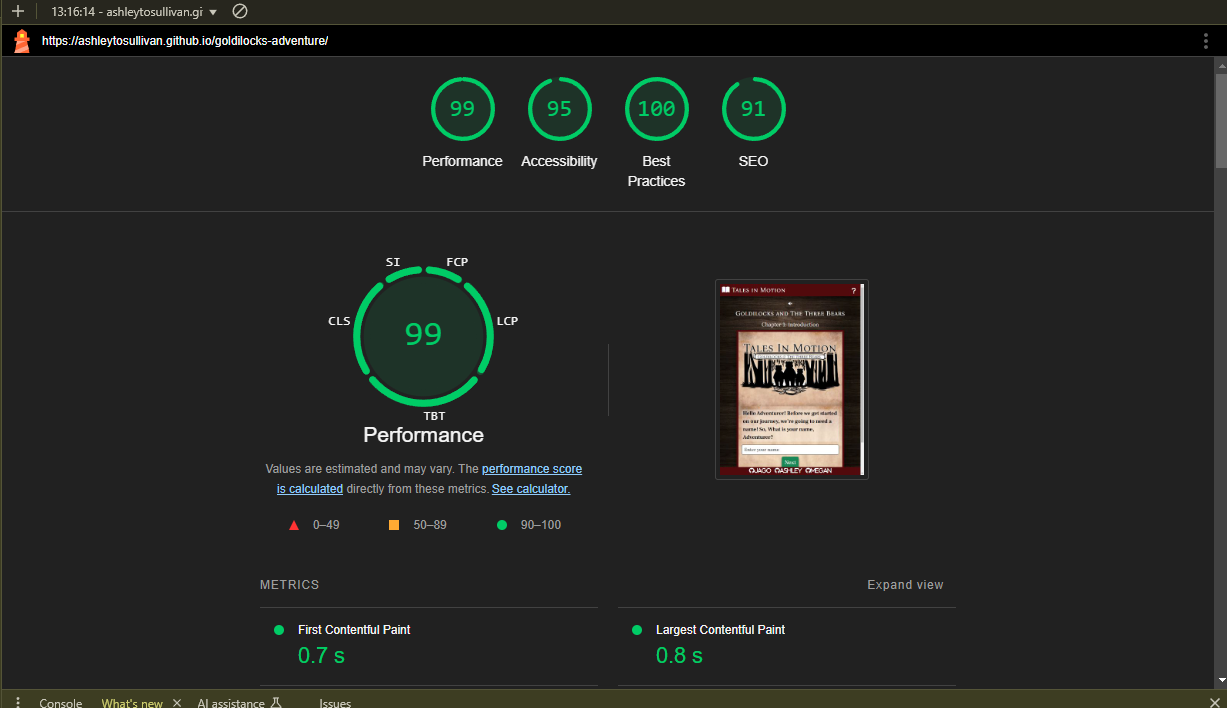 13:16:14 - ashleytosullivan.gi
https://ashleytosullivan.github.io/goldilocks-adventure/
99
95
100
91
Performance
Accessibility
Best
Practices
SEO
SI
FCP
CLS
LCP
99
TBT
Performance
Values are estimated and may vary. The performance score
is calculated directly from these metrics. See calculator.
0–49
50–89
90–100
Tales in Motion
?
Goldilocks and The Three Bears
Chapter 1: Introduction
Tales In Motion
Hello Adventurer! Before we get started
on our journey, we're going to need a
name! So, What is your name,
Adventurer?
Enter your name
Next
JAGO ASHLEY MEGAN
METRICS
Expand view
First Contentful Paint
0.7 s
Largest Contentful Paint
0.8 s
Console
What's new
AI assistance
Issues